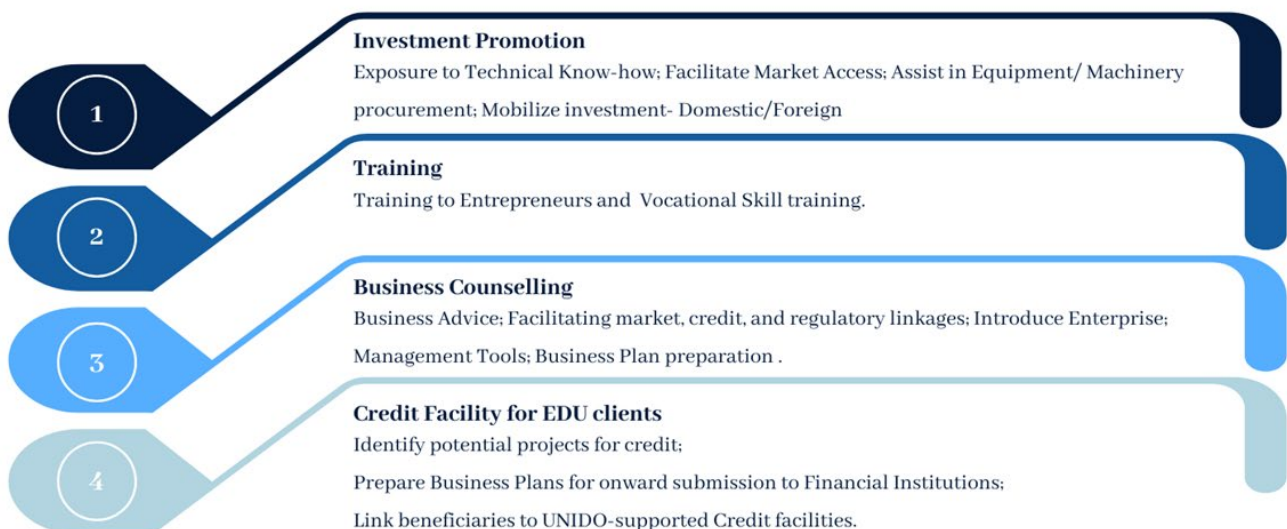 1
Investment Promotion
Exposure to Technical Know-how; Facilitate Market Access; Assist in Equipment/ Machinery
procurement; Mobilize investment- Domestic/Foreign
2
Training
Training to Entrepreneurs and Vocational Skill training.
3
Business Counselling
Business Advice; Facilitating market, credit, and regulatory linkages; Introduce Enterprise;
Management Tools; Business Plan preparation .
4
Credit Facility for EDU clients
Identify potential projects for credit;
Prepare Business Plans for onward submission to Financial Institutions;
Link beneficiaries to UNIDO-supported Credit facilities.